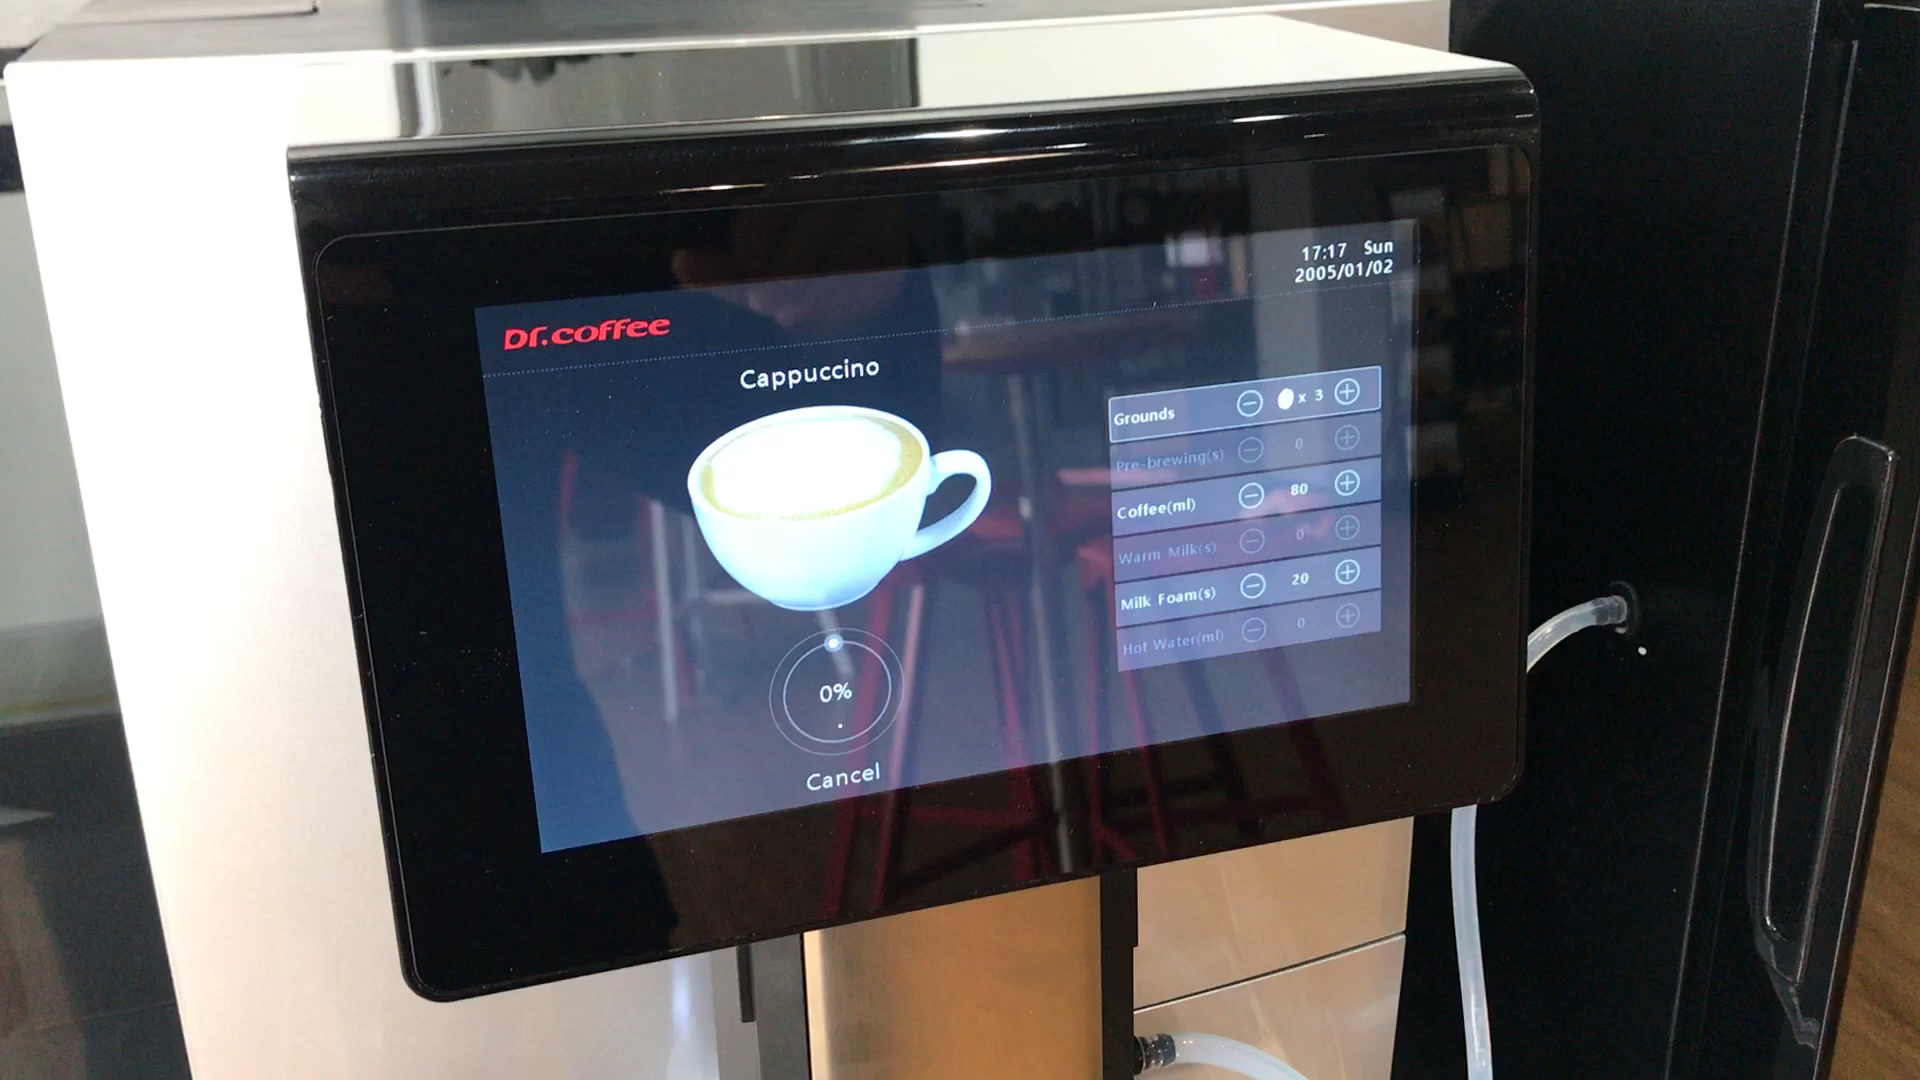 17:17 Sun
2005/01/02
Dr.coffee
Cappuccino
Grounds x 3
Pre-brewing(s) 0
Coffee(ml) 80
Warm Milk(s) 0
Milk Foam(s) 20
Hot Water(ml) 0
0%
Cancel